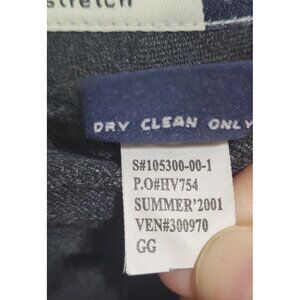 stretch
DRY CLEAN ONLY
S#105300-00-1
P.O#HV754
SUMMER'2001
VEN#300970
GG